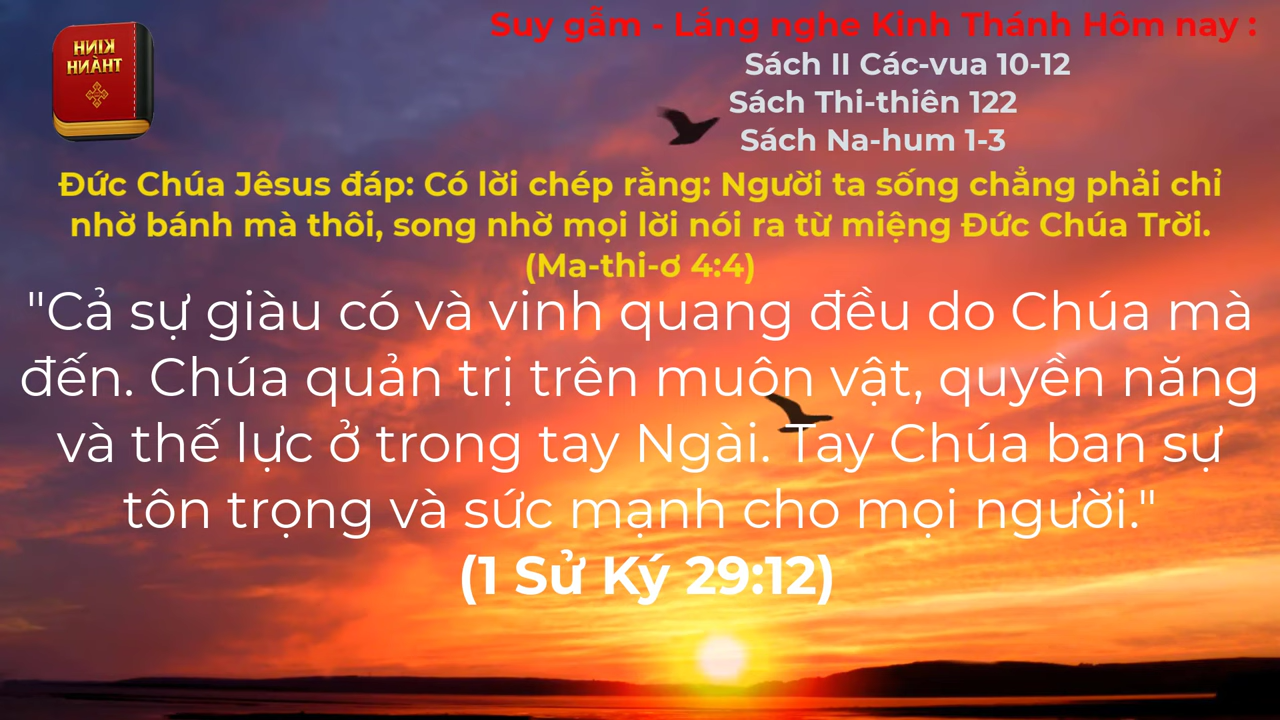 KINH
THÁNH
Suy gẫm - Lắng nghe Kinh Thánh Hôm nay :
Sách II Các-vua 10-12
Sách Thi-thiên 122
Sách Na-hum 1-3
Đức Chúa Jêsus đáp: Có lời chép rằng: Người ta sống chẳng phải chỉ
nhờ bánh mà thôi, song nhờ mọi lời nói ra từ miệng Đức Chúa Trời.
(Ma-thi-ơ 4:4)
"Cả sự giàu có và vinh quang đều do Chúa mà
đến. Chúa quản trị trên muôn vật, quyền năng
và thế lực ở trong tay Ngài. Tay Chúa ban sự
tôn trọng và sức mạnh cho mọi người."
(1 Sử Ký 29:12)